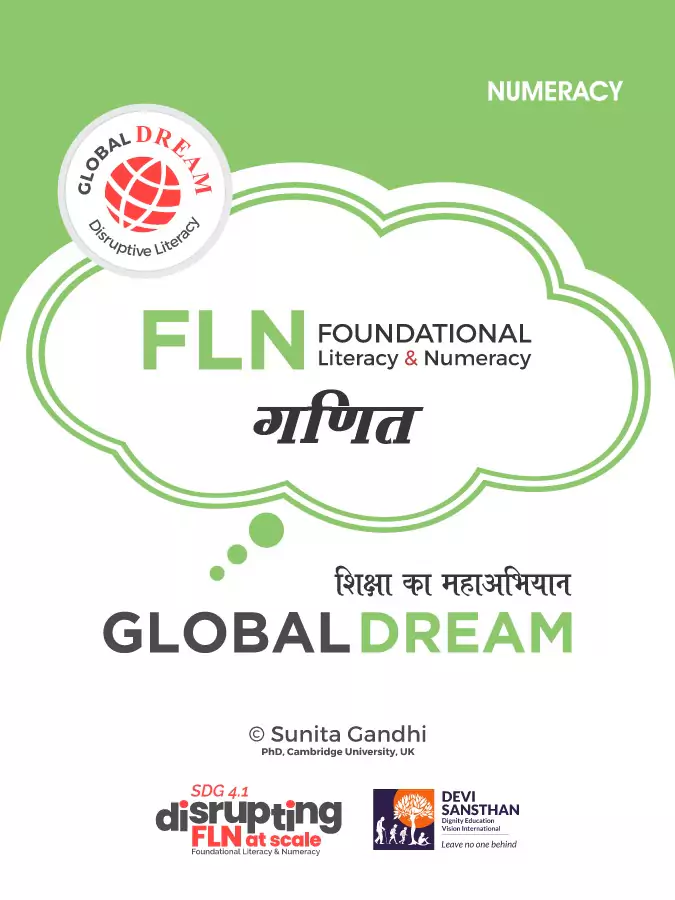 NUMERACY
GLOBAL DREAM
Disruptive Literacy
FLN FOUNDATIONAL
Literacy & Numeracy
गणित
शिक्षा का महाअभियान
GLOBAL DREAM
© Sunita Gandhi
PhD, Cambridge University, UK
SDG 4.1
disrupting
FLN at scale
Foundational Literacy & Numeracy
DEVI
SANSTHAN
Dignity Education
Vision International
Leave no one behind